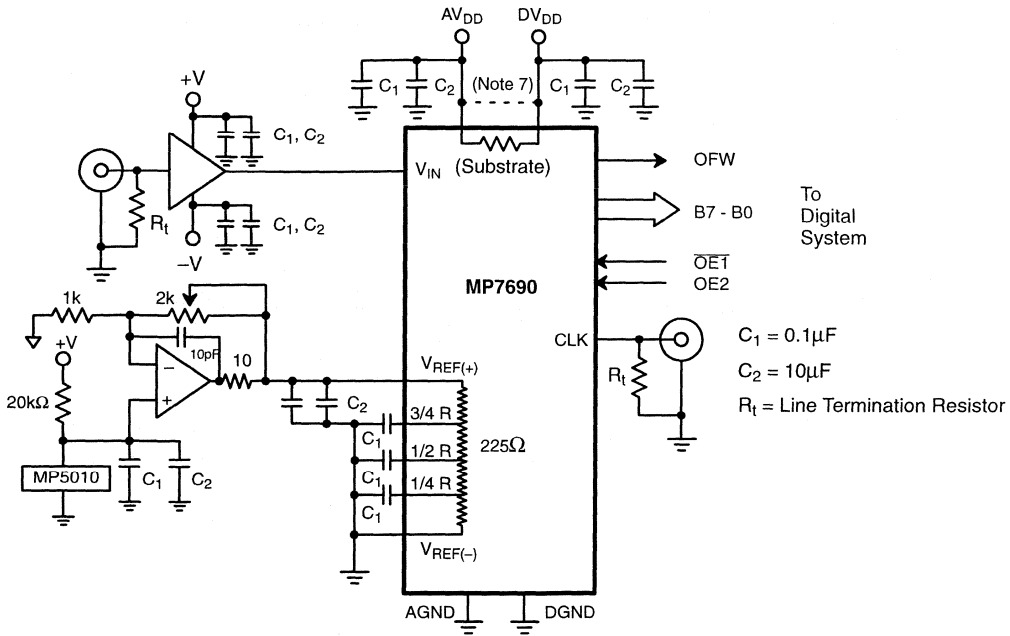 AVDD
DVDD
C1
C2
(Note 7)
C1
C2
+V
C1, C2
(Substrate)
VIN
OFW
Rt
C1, C2
–V
B7 - B0
To
Digital
System
OE1
OE2
MP7690
1k
2k
10pF
10
+V
–
+
20kΩ
MP5010
C1
C2
CLK
Rt
C1 = 0.1µF
C2 = 10µF
Rt = Line Termination Resistor
VREF(+)
C2
3/4 R
C1
225Ω
1/2 R
C1
1/4 R
C1
VREF(–)
AGND
DGND